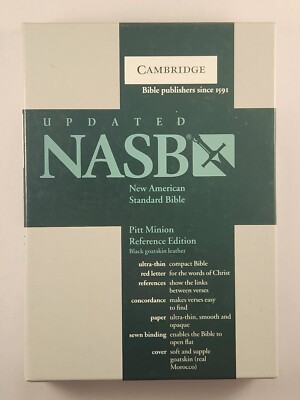 CAMBRIDGE
Bible publishers since 1591
UPDATED
NASB®
New American
Standard Bible
Pitt Minion
Reference Edition
Black goatskin leather
ultra-thin compact Bible
red letter for the words of Christ
references show the links
between verses
concordance makes verses easy
to find
paper ultra-thin, smooth and
opaque
sewn binding enables the Bible to
open flat
cover soft and supple
goatskin (real
Morocco)